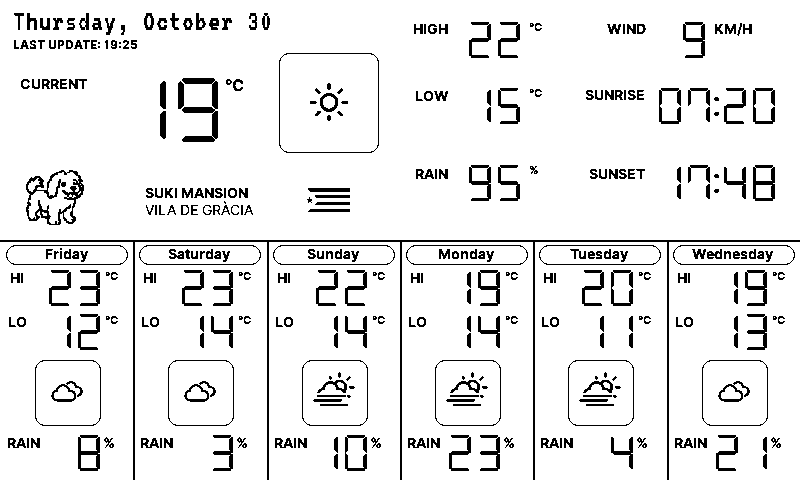 Thursday, October 30
LAST UPDATE: 19:25
CURRENT 19 °C
HIGH 22 °C
LOW 15 °C
RAIN 95 %
WIND 9 KM/H
SUNRISE 07:20
SUNSET 17:48
SUKI MANSION
VILA DE GRÀCIA
Friday
HI 23 °C
LO 12 °C
RAIN 8 %
Saturday
HI 23 °C
LO 14 °C
RAIN 3 %
Sunday
HI 22 °C
LO 14 °C
RAIN 10 %
Monday
HI 19 °C
LO 14 °C
RAIN 23 %
Tuesday
HI 20 °C
LO 11 °C
RAIN 4 %
Wednesday
HI 19 °C
LO 13 °C
RAIN 21 %